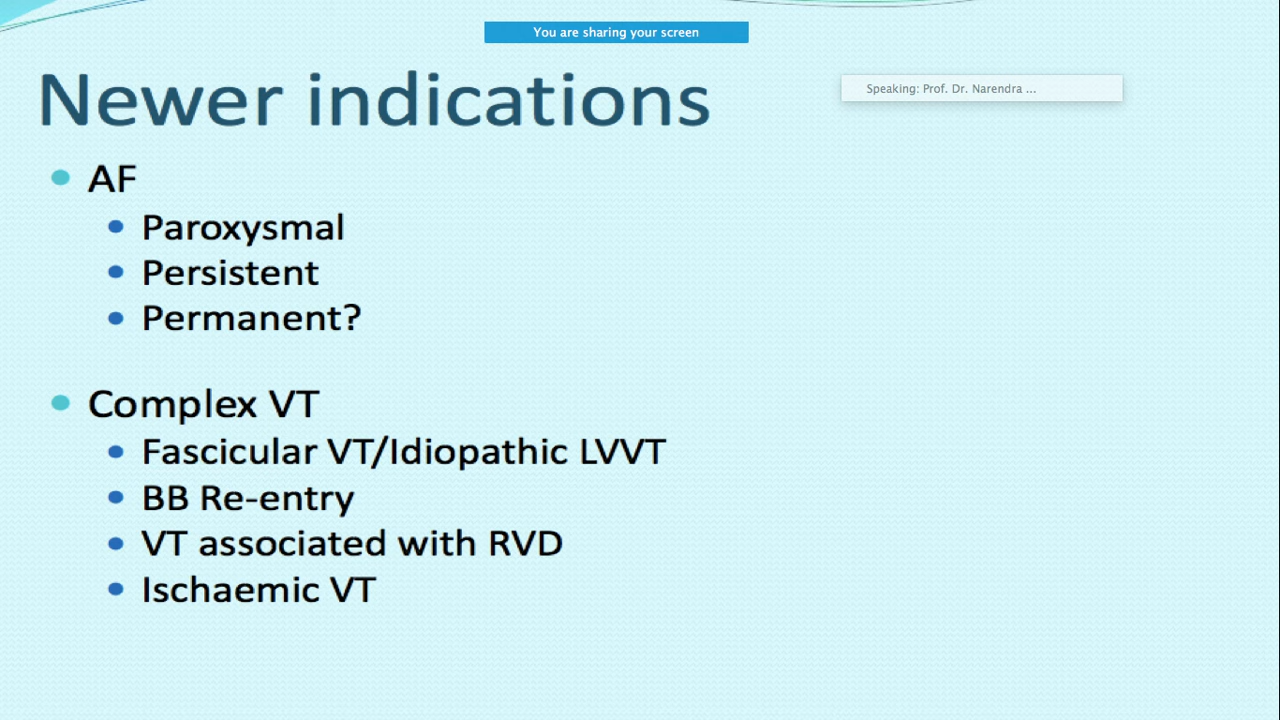 You are sharing your screen
Newer indications
Speaking: Prof. Dr. Narendra ...
AF
Paroxysmal
Persistent
Permanent?
Complex VT
Fascicular VT/Idiopathic LVVT
BB Re-entry
VT associated with RVD
Ischaemic VT